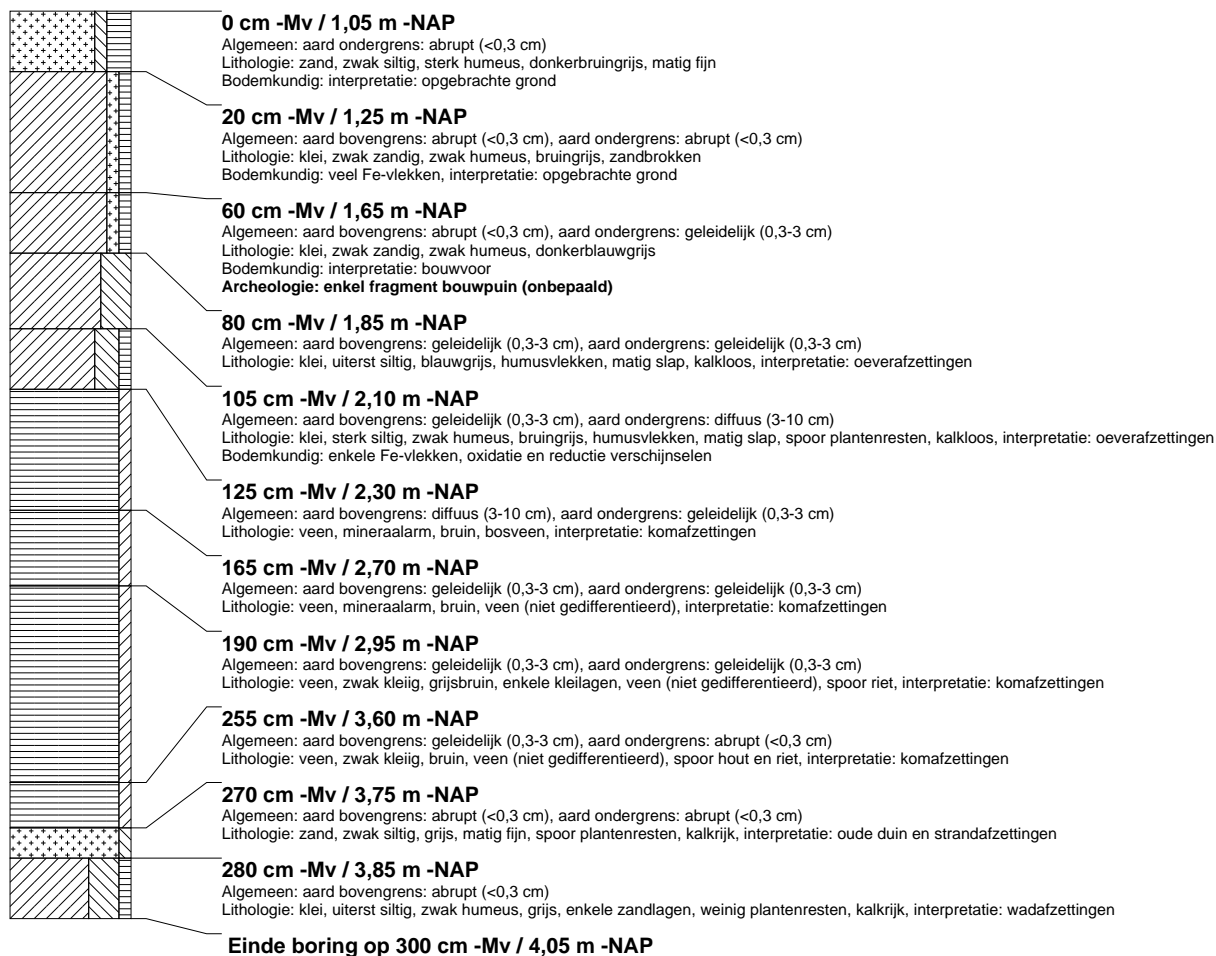 0 cm -Mv / 1,05 m -NAP
Algemeen: aard ondergrens: abrupt (<0,3 cm)
Lithologie: zand, zwak siltig, sterk humeus, donkerbruingrijs, matig fijn
Bodemkundig: interpretatie: opgebrachte grond
20 cm -Mv / 1,25 m -NAP
Algemeen: aard bovengrens: abrupt (<0,3 cm), aard ondergrens: abrupt (<0,3 cm)
Lithologie: klei, zwak zandig, zwak humeus, bruingrijs, zandbrokken
Bodemkundig: veel Fe-vlekken, interpretatie: opgebrachte grond
60 cm -Mv / 1,65 m -NAP
Algemeen: aard bovengrens: abrupt (<0,3 cm), aard ondergrens: geleidelijk (0,3-3 cm)
Lithologie: klei, zwak zandig, zwak humeus, donkerblauwgrijs
Bodemkundig: interpretatie: bouwvoor
Archeologie: enkel fragment bouwpuin (onbepaald)
80 cm -Mv / 1,85 m -NAP
Algemeen: aard bovengrens: geleidelijk (0,3-3 cm), aard ondergrens: geleidelijk (0,3-3 cm)
Lithologie: klei, uiterst siltig, blauwgrijs, humusvlekken, matig slap, kalkloos, interpretatie: oeverafzettingen
105 cm -Mv / 2,10 m -NAP
Algemeen: aard bovengrens: geleidelijk (0,3-3 cm), aard ondergrens: diffuus (3-10 cm)
Lithologie: klei, sterk siltig, zwak humeus, bruingrijs, humusvlekken, matig slap, spoor plantenresten, kalkloos, interpretatie: oeverafzettingen
Bodemkundig: enkele Fe-vlekken, oxidatie en reductie verschijnselen
125 cm -Mv / 2,30 m -NAP
Algemeen: aard bovengrens: diffuus (3-10 cm), aard ondergrens: geleidelijk (0,3-3 cm)
Lithologie: veen, mineraalarm, bruin, bosveen, interpretatie: komafzettingen
165 cm -Mv / 2,70 m -NAP
Algemeen: aard bovengrens: geleidelijk (0,3-3 cm), aard ondergrens: geleidelijk (0,3-3 cm)
Lithologie: veen, mineraalarm, bruin, veen (niet gedifferentieerd), interpretatie: komafzettingen
190 cm -Mv / 2,95 m -NAP
Algemeen: aard bovengrens: geleidelijk (0,3-3 cm), aard ondergrens: geleidelijk (0,3-3 cm)
Lithologie: veen, zwak kleiig, grijsbruin, enkele kleilagen, veen (niet gedifferentieerd), spoor riet, interpretatie: komafzettingen
255 cm -Mv / 3,60 m -NAP
Algemeen: aard bovengrens: geleidelijk (0,3-3 cm), aard ondergrens: abrupt (<0,3 cm)
Lithologie: veen, zwak kleiig, bruin, veen (niet gedifferentieerd), spoor hout en riet, interpretatie: komafzettingen
270 cm -Mv / 3,75 m -NAP
Algemeen: aard bovengrens: abrupt (<0,3 cm), aard ondergrens: abrupt (<0,3 cm)
Lithologie: zand, zwak siltig, grijs, matig fijn, spoor plantenresten, kalkrijk, interpretatie: oude duin en strandafzettingen
280 cm -Mv / 3,85 m -NAP
Algemeen: aard bovengrens: abrupt (<0,3 cm)
Lithologie: klei, uiterst siltig, zwak humeus, grijs, enkele zandlagen, weinig plantenresten, kalkrijk, interpretatie: wadafzettingen
Einde boring op 300 cm -Mv / 4,05 m -NAP